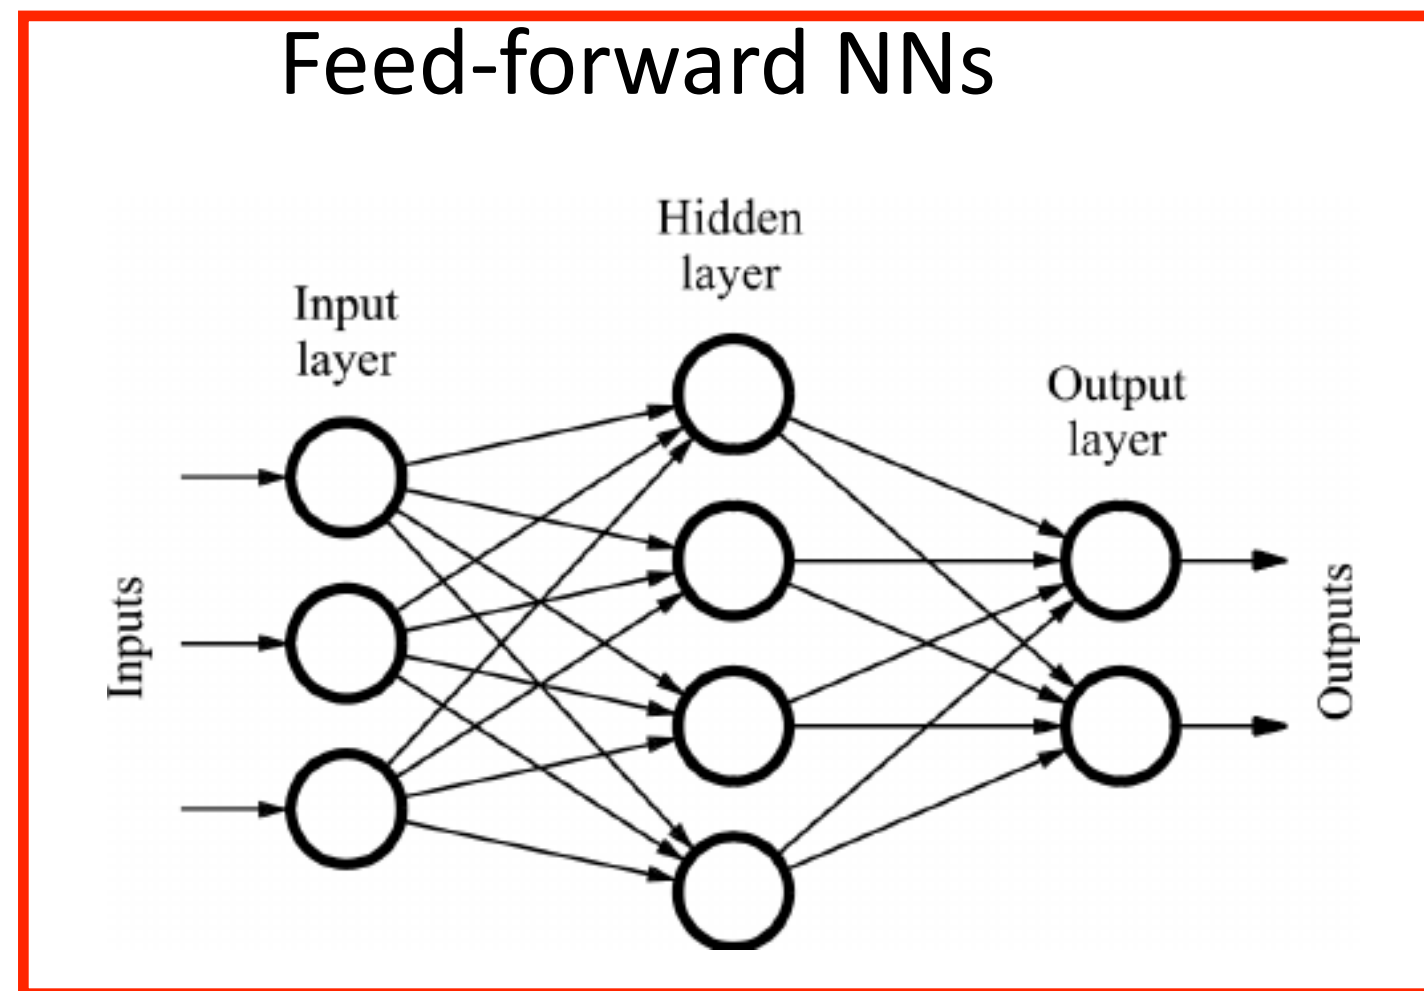 Feed-forward NNs
Hidden
layer
Input
layer
Output
layer
Inputs
Outputs